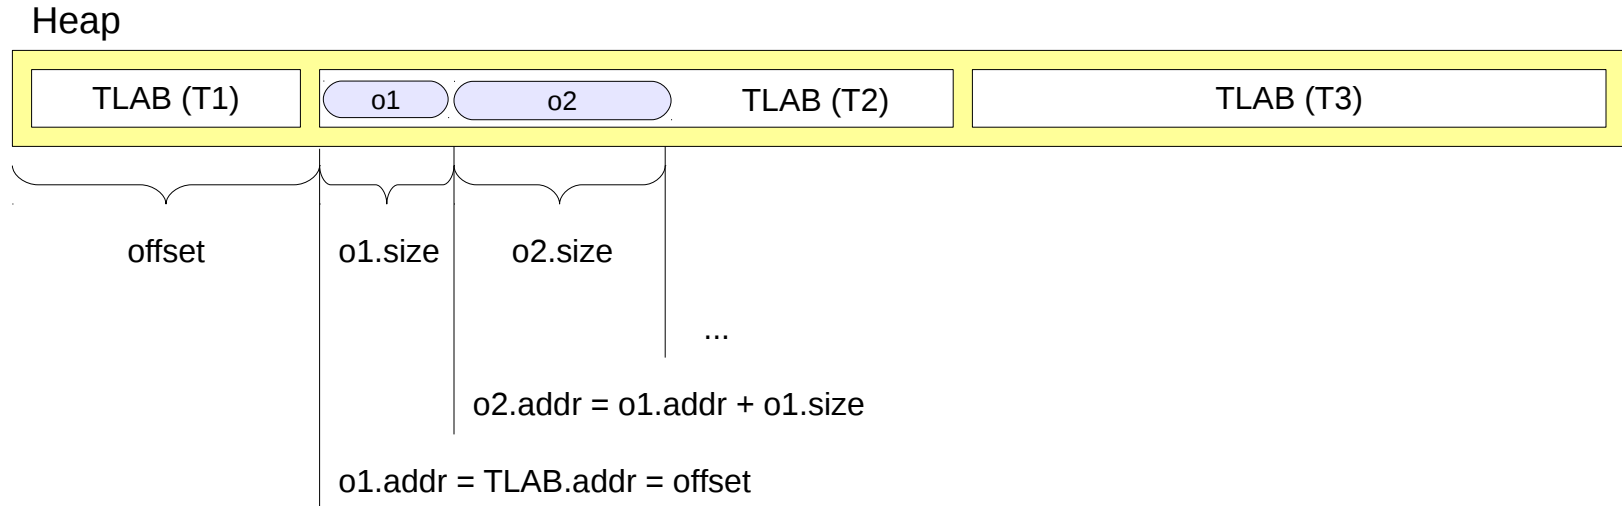 Heap
TLAB (T1)
o1
o2
TLAB (T2)
TLAB (T3)
offset
o1.size
o2.size
...
o2.addr = o1.addr + o1.size
o1.addr = TLAB.addr = offset